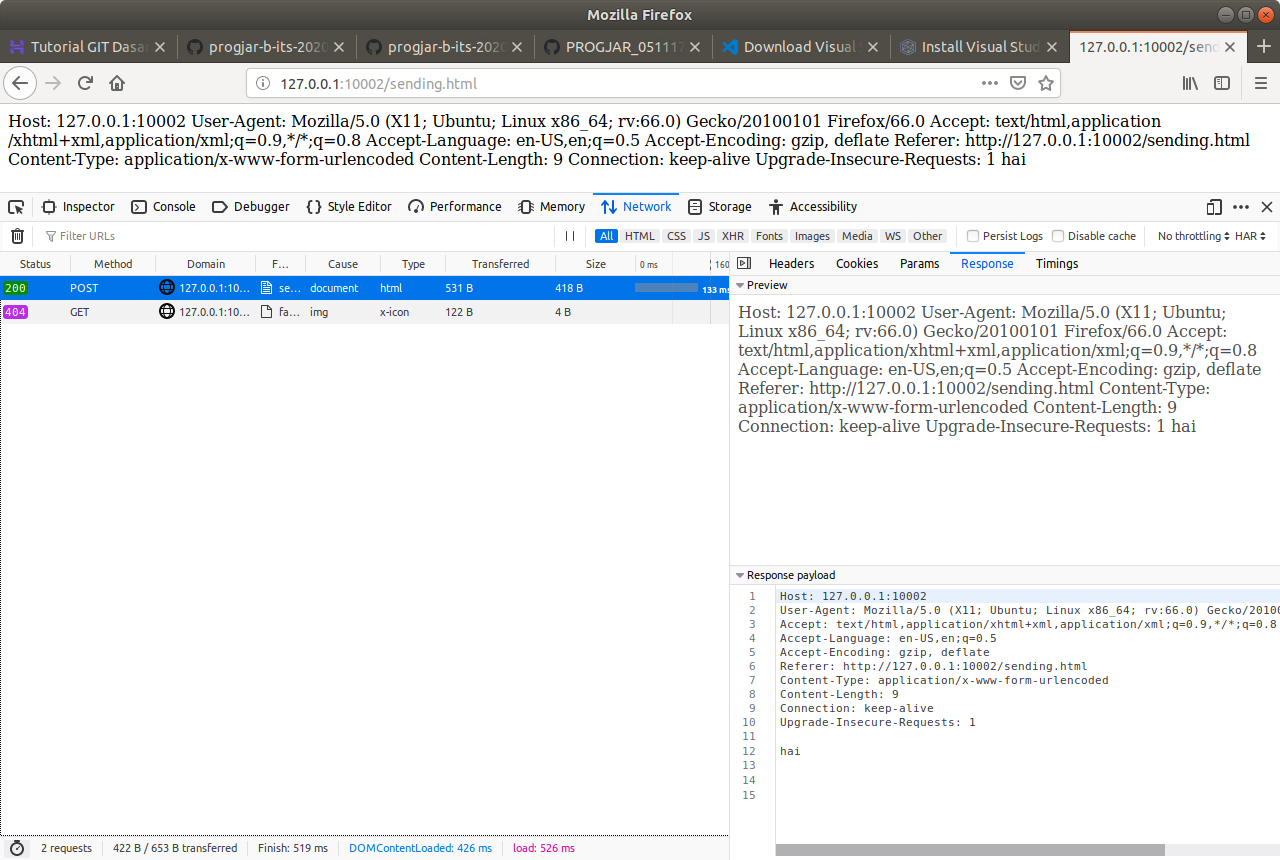 Mozilla Firefox
Tutorial GIT Dasar
progjar-b-its-2020
progjar-b-its-2020
PROGJAR_051117
Download Visual
Install Visual Stud
127.0.0.1:10002/send
127.0.0.1:10002/sending.html
Host: 127.0.0.1:10002 User-Agent: Mozilla/5.0 (X11; Ubuntu; Linux x86_64; rv:66.0) Gecko/20100101 Firefox/66.0 Accept: text/html,application
/xhtml+xml,application/xml;q=0.9,*/*;q=0.8 Accept-Language: en-US,en;q=0.5 Accept-Encoding: gzip, deflate Referer: http://127.0.0.1:10002/sending.html
Content-Type: application/x-www-form-urlencoded Content-Length: 9 Connection: keep-alive Upgrade-Insecure-Requests: 1 hai
Inspector Console Debugger Style Editor Performance Memory Network Storage Accessibility
Filter URLs All HTML CSS JS XHR Fonts Images Media WS Other Persist Logs Disable cache No throttling HAR
Status Method Domain F... Cause Type Transferred Size 0 ms 160
200 POST 127.0.0.1:10... se... document html 531 B 418 B 133 ms
404 GET 127.0.0.1:10... fa... img x-icon 122 B 4 B
Headers Cookies Params Response Timings
Preview
Host: 127.0.0.1:10002 User-Agent: Mozilla/5.0 (X11; Ubuntu;
Linux x86_64; rv:66.0) Gecko/20100101 Firefox/66.0 Accept:
text/html,application/xhtml+xml,application/xml;q=0.9,*/*;q=0.8
Accept-Language: en-US,en;q=0.5 Accept-Encoding: gzip, deflate
Referer: http://127.0.0.1:10002/sending.html Content-Type:
application/x-www-form-urlencoded Content-Length: 9
Connection: keep-alive Upgrade-Insecure-Requests: 1 hai
Response payload
1 Host: 127.0.0.1:10002
2 User-Agent: Mozilla/5.0 (X11; Ubuntu; Linux x86_64; rv:66.0) Gecko/20100
3 Accept: text/html,application/xhtml+xml,application/xml;q=0.9,*/*;q=0.8
4 Accept-Language: en-US,en;q=0.5
5 Accept-Encoding: gzip, deflate
6 Referer: http://127.0.0.1:10002/sending.html
7 Content-Type: application/x-www-form-urlencoded
8 Content-Length: 9
9 Connection: keep-alive
10 Upgrade-Insecure-Requests: 1
11
12 hai
13
14
15
2 requests 422 B / 653 B transferred Finish: 519 ms DOMContentLoaded: 426 ms load: 526 ms